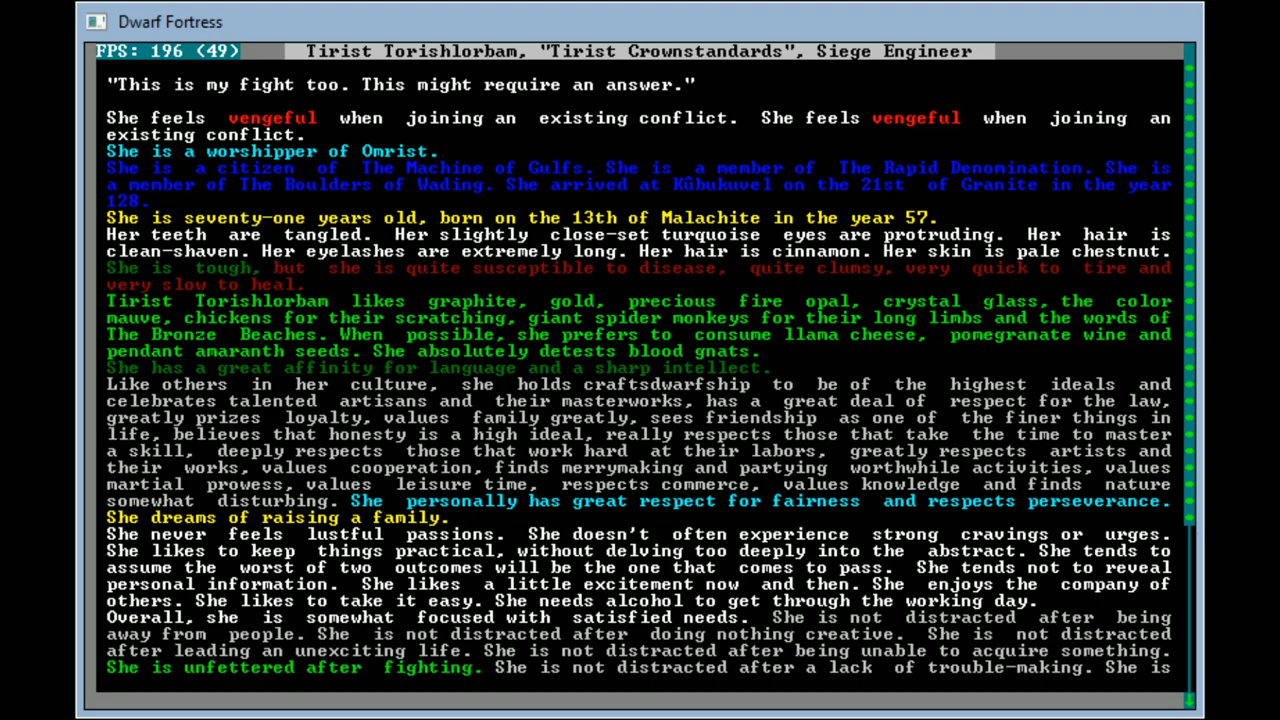 Dwarf Fortress
FPS: 196 (49) Tirist Torishlorbam, "Tirist Crownstandards", Siege Engineer
"This is my fight too. This might require an answer."
She feels vengeful when joining an existing conflict. She feels vengeful when joining an
existing conflict.
She is a worshipper of Omrist.
She is a citizen of The Machine of Gulfs. She is a member of The Rapid Denomination. She is
a member of The Boulders of Wading. She arrived at Kûbukuvel on the 21st of Granite in the year
128.
She is seventy-one years old, born on the 13th of Malachite in the year 57.
Her teeth are tangled. Her slightly close-set turquoise eyes are protruding. Her hair is
clean-shaven. Her eyelashes are extremely long. Her hair is cinnamon. Her skin is pale chestnut.
She is tough, but she is quite susceptible to disease, quite clumsy, very quick to tire and
very slow to heal.
Tirist Torishlorbam likes graphite, gold, precious fire opal, crystal glass, the color
mauve, chickens for their scratching, giant spider monkeys for their long limbs and the words of
The Bronze Beaches. When possible, she prefers to consume llama cheese, pomegranate wine and
pendant amaranth seeds. She absolutely detests blood gnats.
She has a great affinity for language and a sharp intellect.
Like others in her culture, she holds craftsdwarfship to be of the highest ideals and
celebrates talented artisans and their masterworks, has a great deal of respect for the law,
greatly prizes loyalty, values family greatly, sees friendship as one of the finer things in
life, believes that honesty is a high ideal, really respects those that take the time to master
a skill, deeply respects those that work hard at their labors, greatly respects artists and
their works, values cooperation, finds merrymaking and partying worthwhile activities, values
martial prowess, values leisure time, respects commerce, values knowledge and finds nature
somewhat disturbing. She personally has great respect for fairness and respects perseverance.
She dreams of raising a family.
She never feels lustful passions. She doesn't often experience strong cravings or urges.
She likes to keep things practical, without delving too deeply into the abstract. She tends to
assume the worst of two outcomes will be the one that comes to pass. She tends not to reveal
personal information. She likes a little excitement now and then. She enjoys the company of
others. She likes to take it easy. She needs alcohol to get through the working day.
Overall, she is somewhat focused with satisfied needs. She is not distracted after being
away from people. She is not distracted after doing nothing creative. She is not distracted
after leading an unexciting life. She is not distracted after being unable to acquire something.
She is unfettered after fighting. She is not distracted after a lack of trouble-making. She is